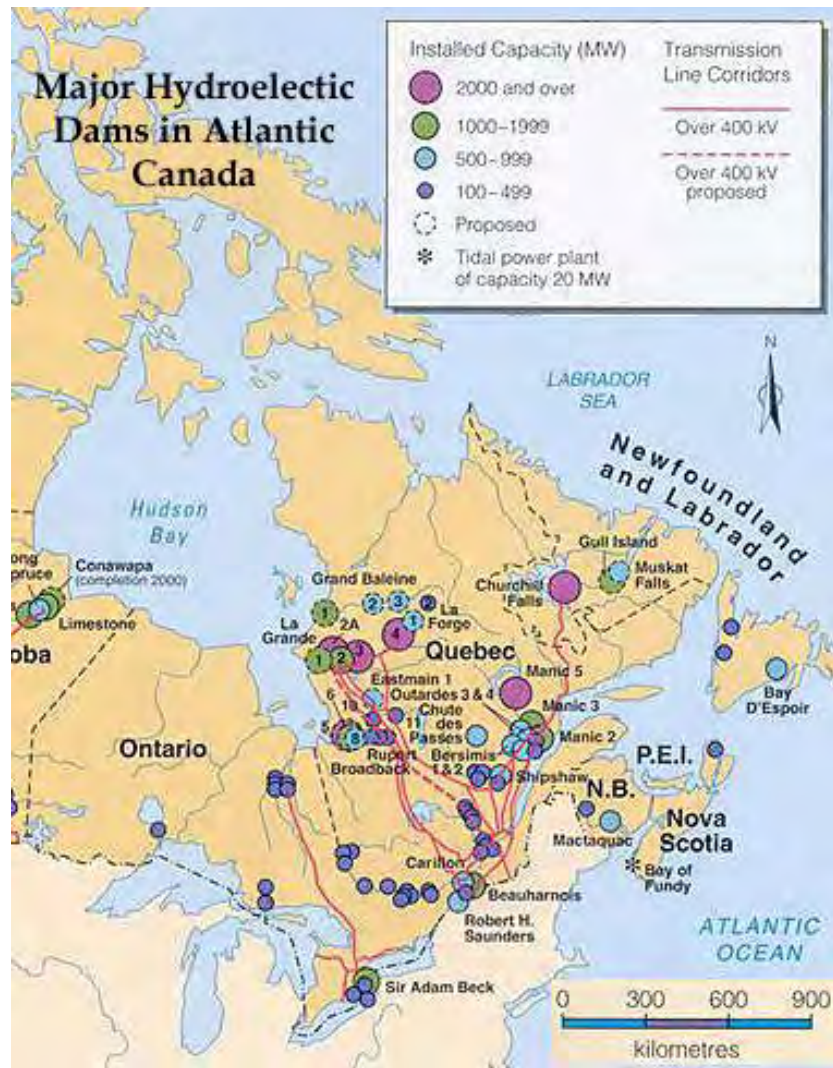 Major Hydroelectic
Dams in Atlantic
Canada
Installed Capacity (MW)
2000 and over
1000–1999
500–999
100–499
Proposed
Tidal power plant
of capacity 20 MW
Transmission
Line Corridors
Over 400 kV
Over 400 kV
proposed
N
LABRADOR
SEA
Newfoundland
and Labrador
Hudson
Bay
Gull Island
Muskat
Falls
Churchill
Falls
ong
pruce
Conawapa
(completion 2000)
Limestone
oba
Grand Baleine
1
2
3
2
La
Forge
1
La
Grande
2A
4
3
1
2
Quebec
Eastmain 1
Manic 5
Outardes 3 & 4
Manic 3
6
10
11
Chute
des
Passes
Manic 2
5
8
Rupert
Broadback
Bersimis
1 & 2
Shipshaw
Bay
D'Espoir
Ontario
P.E.I.
N.B.
Nova
Scotia
Mactaquac
Bay of
Fundy
Carillon
Beauharnois
Robert H.
Saunders
Sir Adam Beck
ATLANTIC
OCEAN
0 300 600 900
kilometres